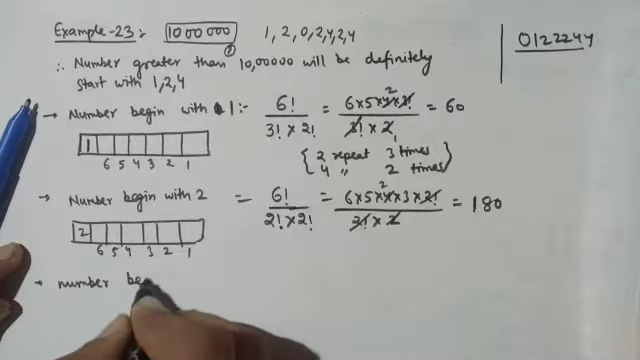 Example-23:- 1000000 1, 2, 0, 2, 4, 2, 4
①
0122244
∴ Number greater than 10,00000 will be definitely
start with 1,2,4
→ Number begin with 1:- 6!/3!×2! = 6×5×4×3!/3!×2 = 60
1
6 5 4 3 2 1
{ 2 repeat 3 times
4 〃 2 times }
→ Number begin with 2 = 6!/2!×2! = 6×5×4×3×2!/2!×2 = 180
2
6 5 4 3 2 1
→ number be